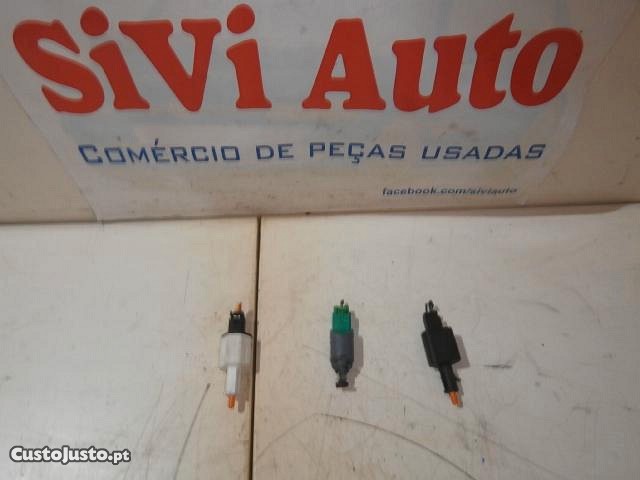 SiVi Auto
COMÉRCIO DE PEÇAS USADAS
facebook.com/siviauto
CustoJusto.pt